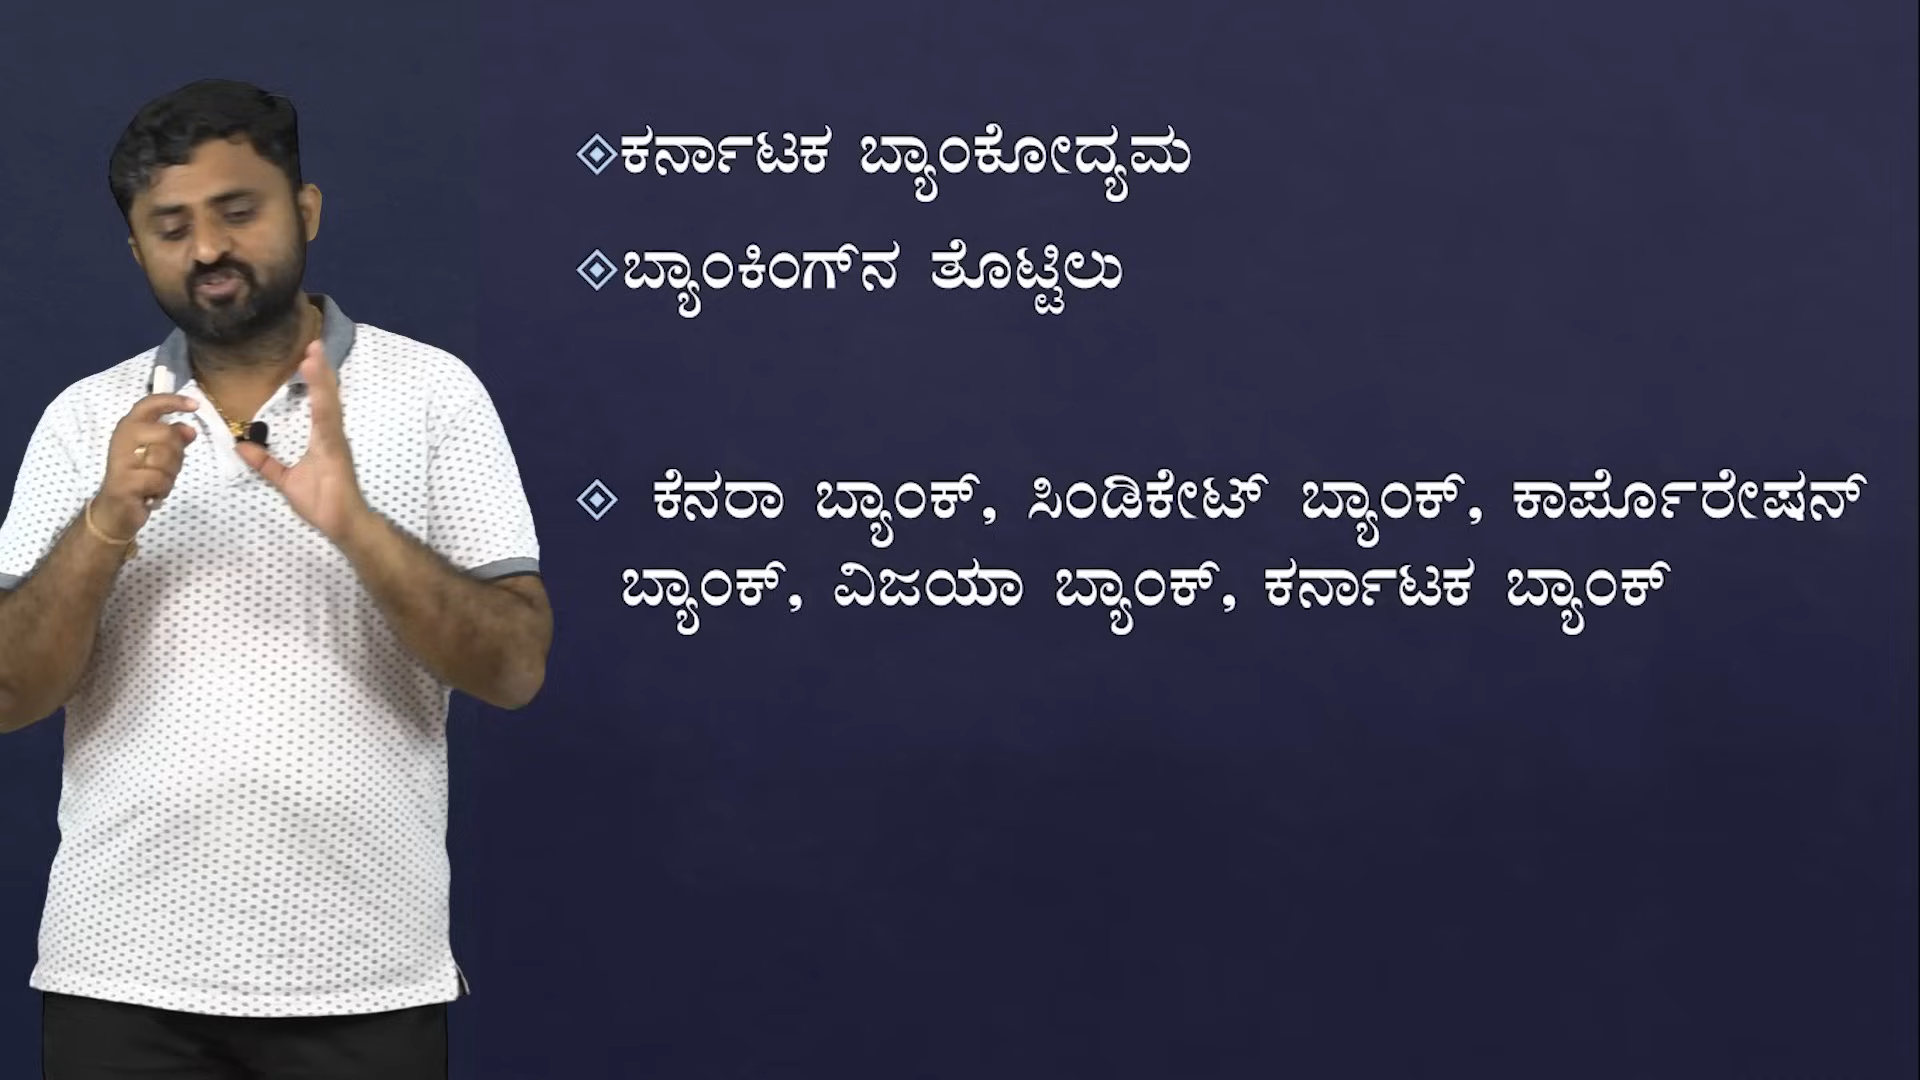 ಕರ್ನಾಟಕ ಬ್ಯಾಂಕೋದ್ಯಮ
ಬ್ಯಾಂಕಿಂಗ್‌ನ ತೊಟ್ಟಿಲು
ಕೆನರಾ ಬ್ಯಾಂಕ್, ಸಿಂಡಿಕೇಟ್ ಬ್ಯಾಂಕ್, ಕಾರ್ಪೊರೇಷನ್
ಬ್ಯಾಂಕ್, ವಿಜಯಾ ಬ್ಯಾಂಕ್, ಕರ್ನಾಟಕ ಬ್ಯಾಂಕ್